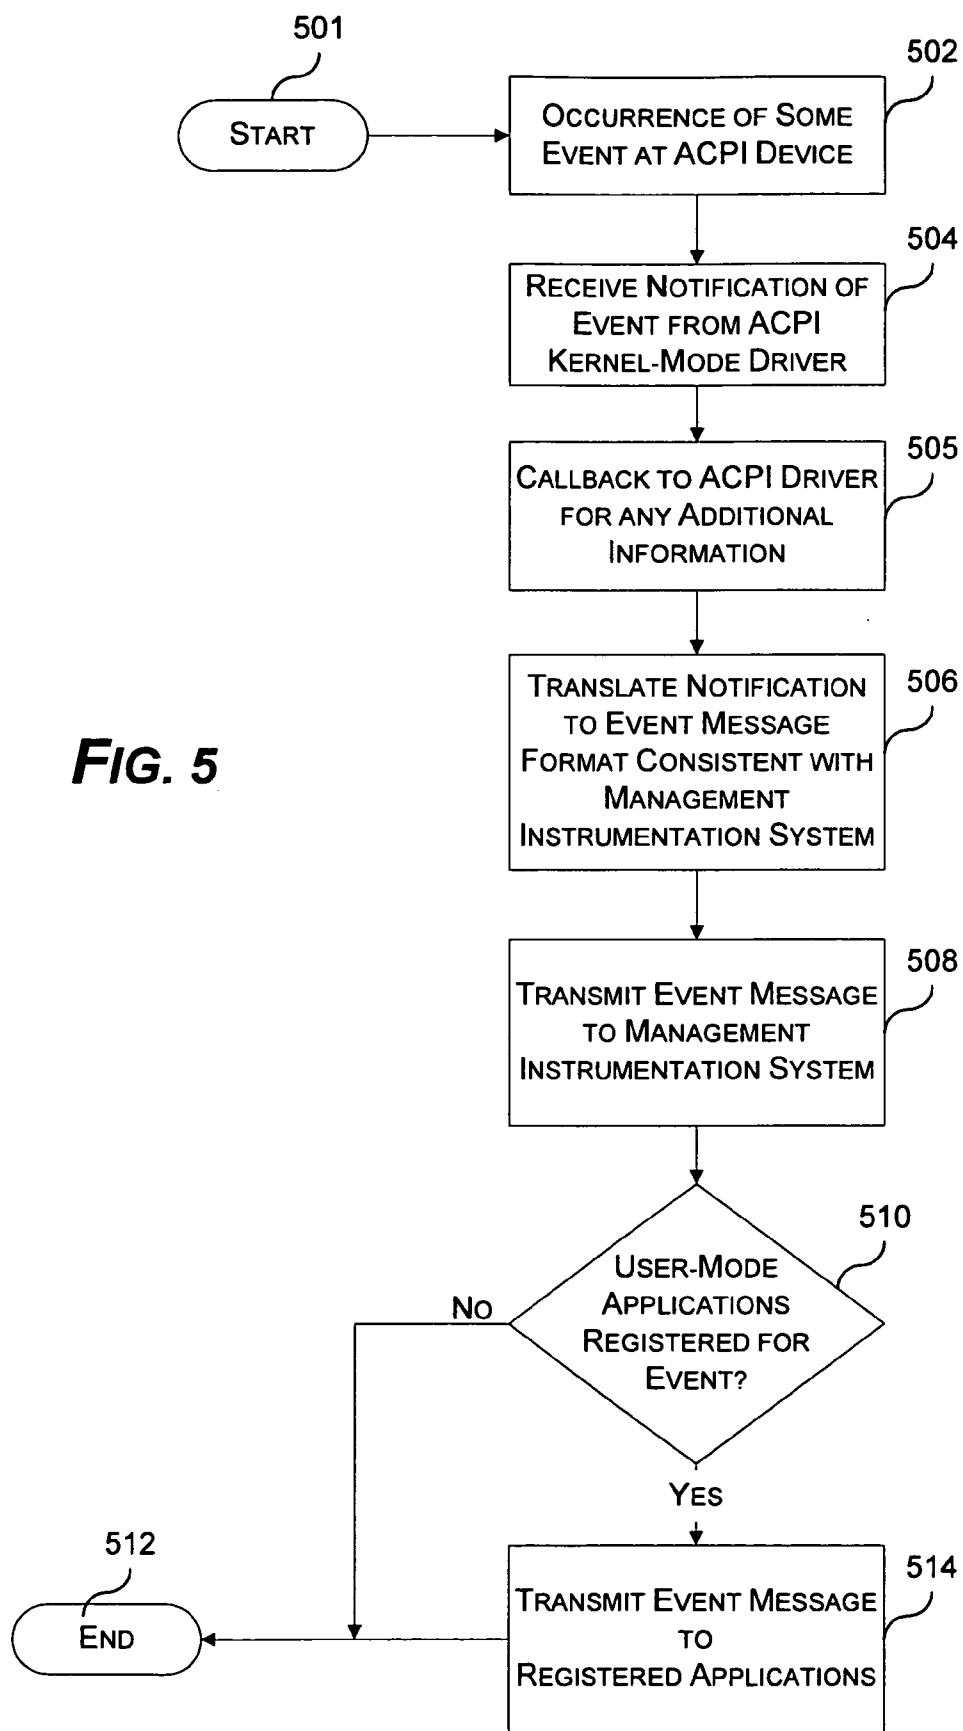 501
START
502
OCCURRENCE OF SOME
EVENT AT ACPI DEVICE
504
RECEIVE NOTIFICATION OF
EVENT FROM ACPI
KERNEL-MODE DRIVER
505
CALLBACK TO ACPI DRIVER
FOR ANY ADDITIONAL
INFORMATION
506
TRANSLATE NOTIFICATION
TO EVENT MESSAGE
FORMAT CONSISTENT WITH
MANAGEMENT
INSTRUMENTATION SYSTEM
FIG. 5
508
TRANSMIT EVENT MESSAGE
TO MANAGEMENT
INSTRUMENTATION SYSTEM
510
USER-MODE
APPLICATIONS
REGISTERED FOR
EVENT?
NO
YES
512
END
514
TRANSMIT EVENT MESSAGE
TO
REGISTERED APPLICATIONS